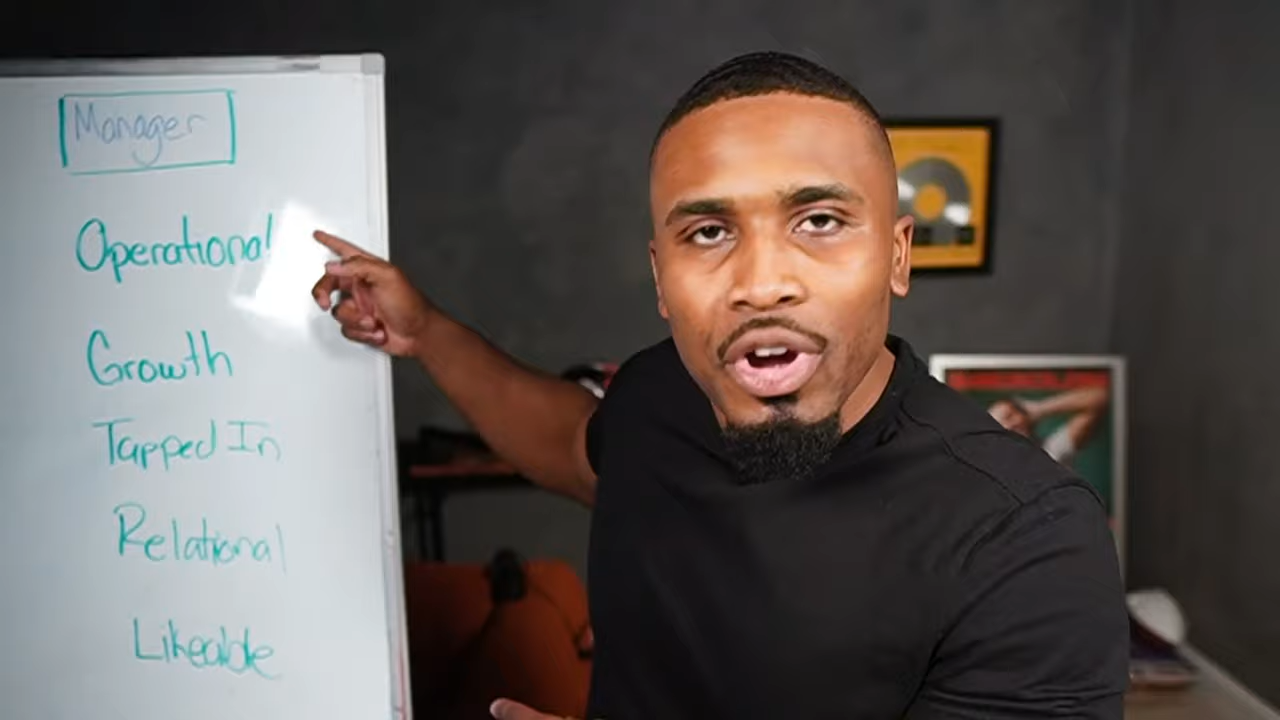 Manager
Operational
Growth
Tapped In
Relational
Likeable